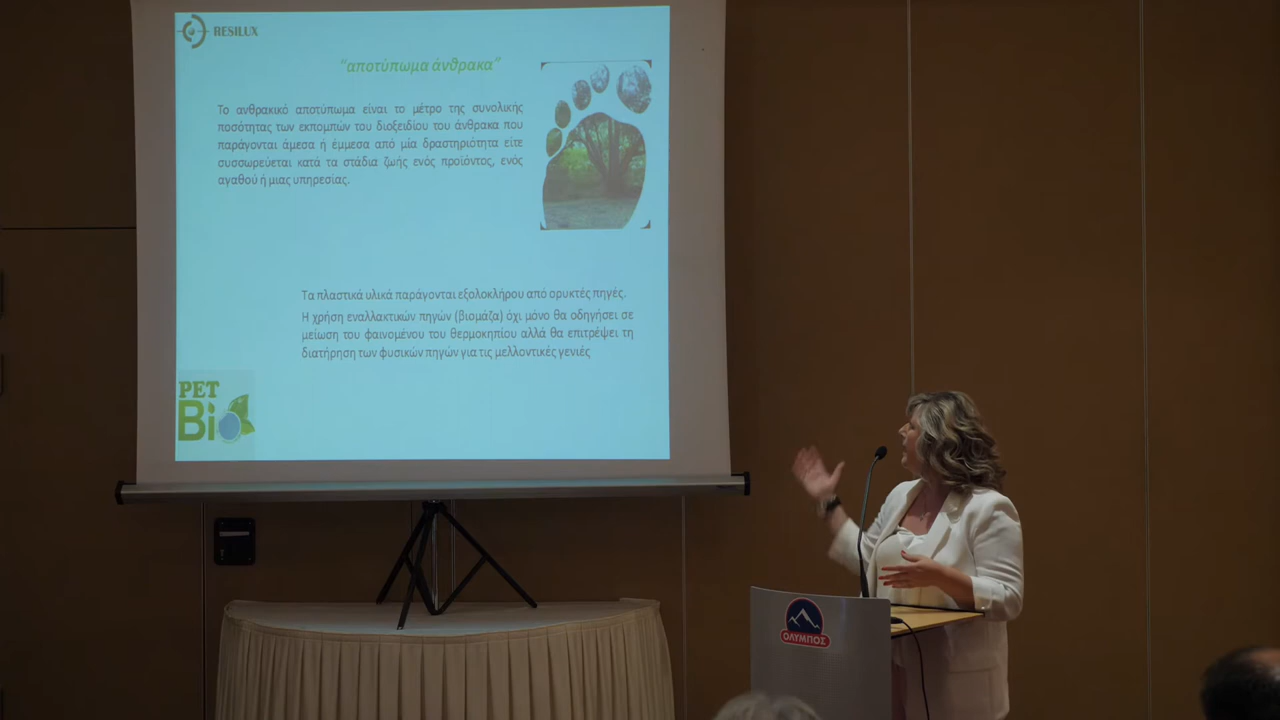 RESILUX
“αποτύπωμα άνθρακα”
Το ανθρακικό αποτύπωμα είναι το μέτρο της συνολικής
ποσότητας των εκπομπών του διοξειδίου του άνθρακα που
παράγονται άμεσα ή έμμεσα από μία δραστηριότητα είτε
συσσωρεύεται κατά τα στάδια ζωής ενός προϊόντος, ενός
αγαθού ή μιας υπηρεσίας.
Τα πλαστικά υλικά παράγονται εξολοκλήρου από ορυκτές πηγές.
Η χρήση εναλλακτικών πηγών (βιομάζα) όχι μόνο θα οδηγήσει σε
μείωση του φαινομένου του θερμοκηπίου αλλά θα επιτρέψει τη
διατήρηση των φυσικών πηγών για τις μελλοντικές γενιές
PET
Bio
ΟΛΥΜΠΟΣ